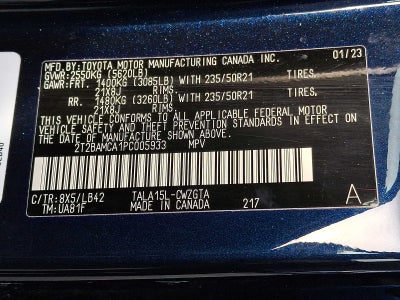 MFD.BY:TOYOTA MOTOR MANUFACTURING CANADA INC. 01/23
GVWR:2550KG (5620LB)
GAWR:FRT. 1400KG (3085LB) WITH 235/50R21 TIRES,
21X8J RIMS
RR. 1480KG (3260LB) WITH 235/50R21 TIRES,
21X8J RIMS
THIS VEHICLE CONFORMS TO ALL APPLICABLE FEDERAL MOTOR
VEHICLE SAFETY AND THEFT PREVENTION STANDARDS IN EFFECT
ON THE DATE OF MANUFACTURE SHOWN ABOVE.
2T2BAMCA1PC005933 MPV
C/TR:8X5/LB42 TALA15L-CWZGTA A
TM:UA81F MADE IN CANADA 217